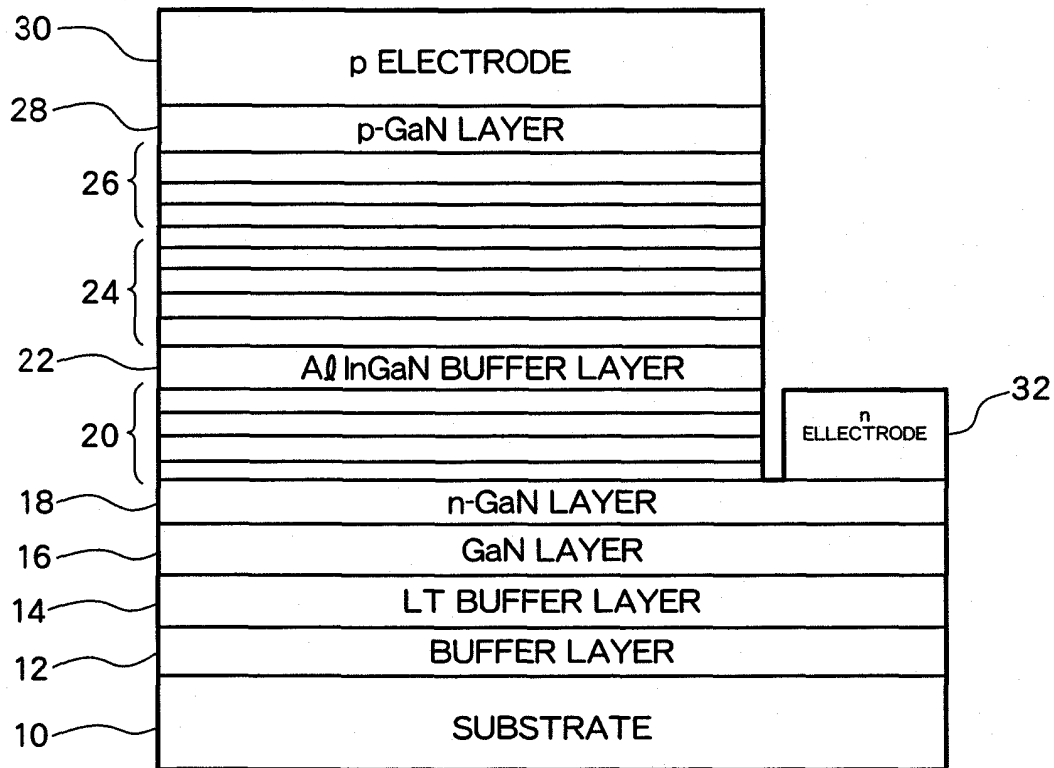 30
p ELECTRODE
28
p-GaN LAYER
26
24
22
AlInGaN BUFFER LAYER
20
n
ELLECTRODE
32
18
n-GaN LAYER
16
GaN LAYER
14
LT BUFFER LAYER
12
BUFFER LAYER
10
SUBSTRATE